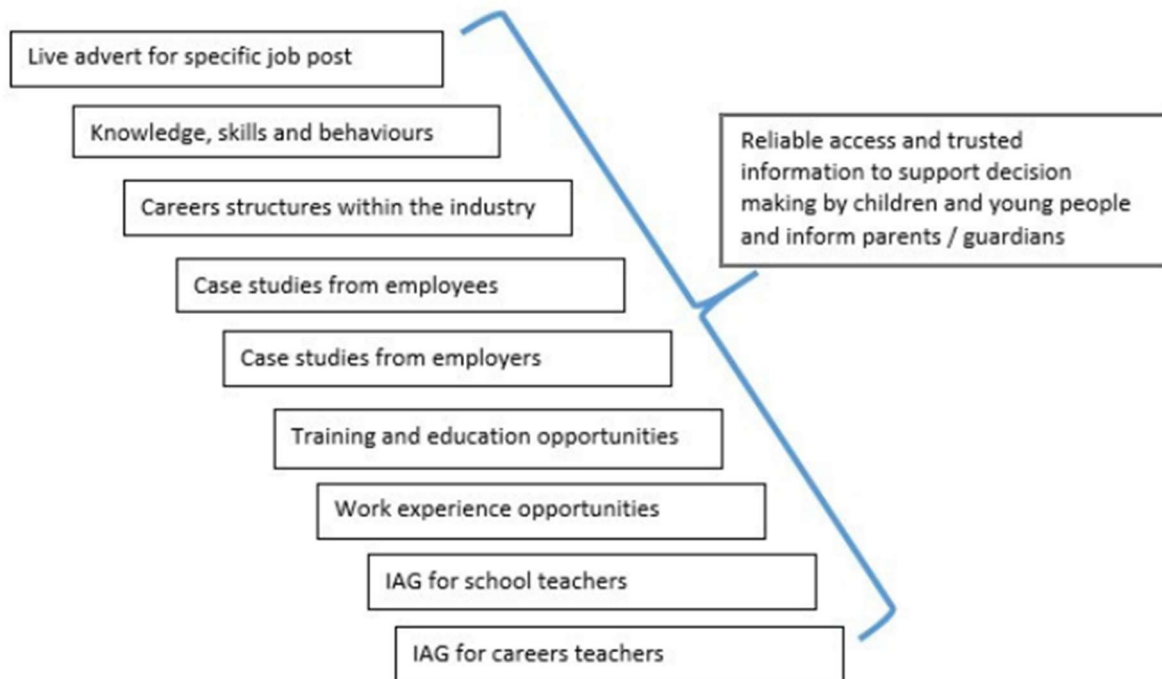 Live advert for specific job post
Knowledge, skills and behaviours
Careers structures within the industry
Case studies from employees
Case studies from employers
Training and education opportunities
Work experience opportunities
IAG for school teachers
IAG for careers teachers
Reliable access and trusted
information to support decision
making by children and young people
and inform parents / guardians